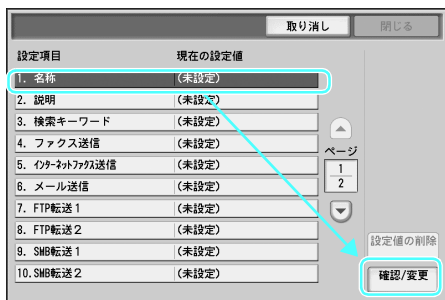 取り消し 閉じる
設定項目 現在の設定値
1. 名称 (未設定)
2. 説明 (未設定)
3. 検索キーワード (未設定)
4. ファクス送信 (未設定)
ページ
5. インターネットファクス送信 (未設定)
1
6. メール送信 (未設定)
2
7. FTP転送1 (未設定)
8. FTP転送2 (未設定)
設定値の削除
9. SMB転送1 (未設定)
10. SMB転送2 (未設定)
確認/変更